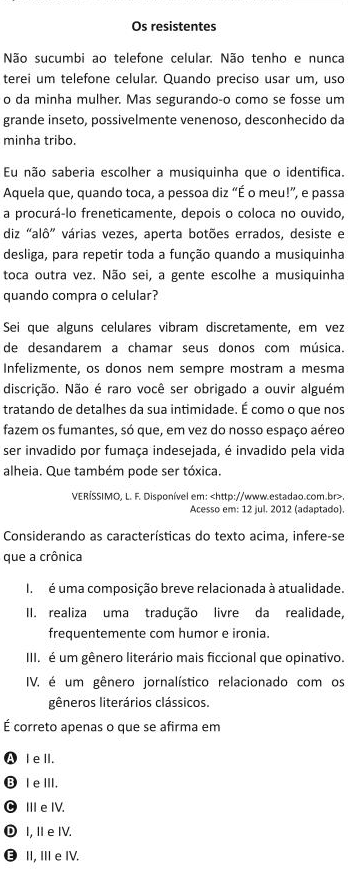 Os resistentes
Não sucumbi ao telefone celular. Não tenho e nunca
terei um telefone celular. Quando preciso usar um, uso
o da minha mulher. Mas segurando-o como se fosse um
grande inseto, possivelmente venenoso, desconhecido da
minha tribo.
Eu não saberia escolher a musiquinha que o identifica.
Aquela que, quando toca, a pessoa diz “É o meu!”, e passa
a procurá-lo freneticamente, depois o coloca no ouvido,
diz “alô” várias vezes, aperta botões errados, desiste e
desliga, para repetir toda a função quando a musiquinha
toca outra vez. Não sei, a gente escolhe a musiquinha
quando compra o celular?
Sei que alguns celulares vibram discretamente, em vez
de desandarem a chamar seus donos com música.
Infelizmente, os donos nem sempre mostram a mesma
discrição. Não é raro você ser obrigado a ouvir alguém
tratando de detalhes da sua intimidade. É como o que nos
fazem os fumantes, só que, em vez do nosso espaço aéreo
ser invadido por fumaça indesejada, é invadido pela vida
alheia. Que também pode ser tóxica.
VERÍSSIMO, L. F. Disponível em: <http://www.estadao.com.br>.
Acesso em: 12 jul. 2012 (adaptado).
Considerando as características do texto acima, infere-se
que a crônica
I. é uma composição breve relacionada à atualidade.
II. realiza uma tradução livre da realidade,
frequentemente com humor e ironia.
III. é um gênero literário mais ficcional que opinativo.
IV. é um gênero jornalístico relacionado com os
gêneros literários clássicos.
É correto apenas o que se afirma em
A I e II.
B I e III.
C III e IV.
D I, II e IV.
E II, III e IV.